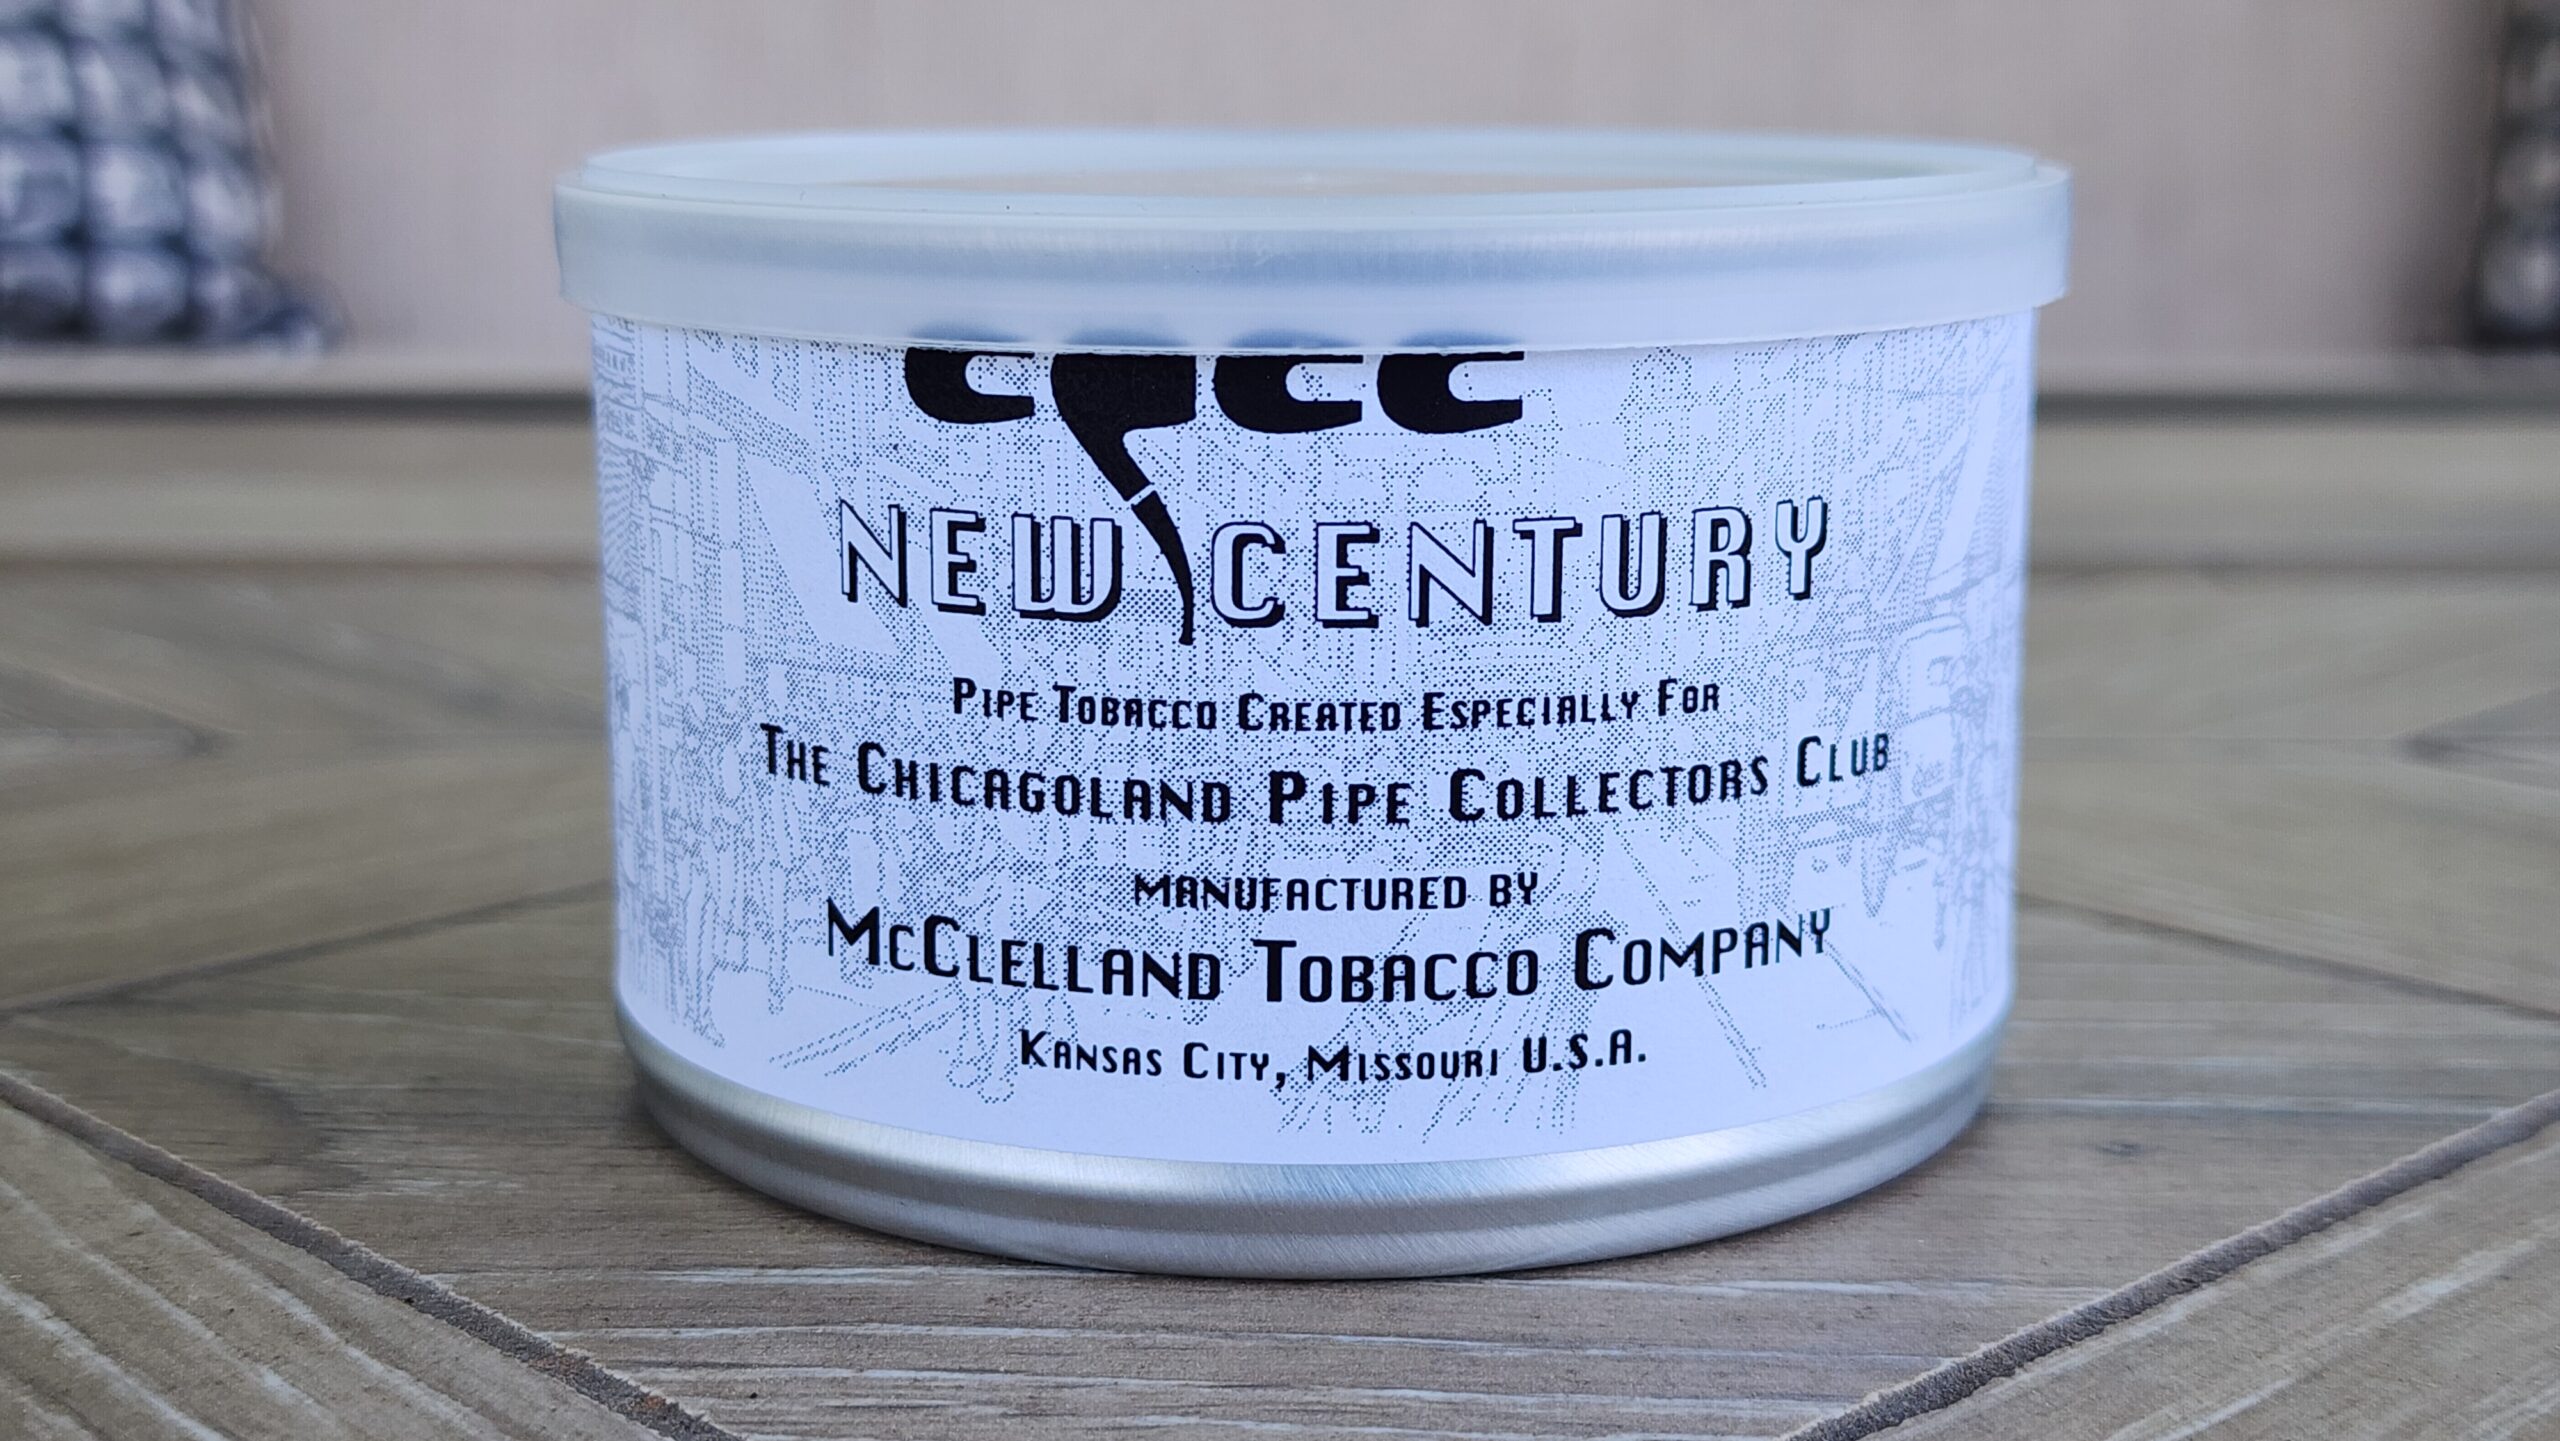 cpcc
NEW CENTURY
PIPE TOBACCO CREATED ESPECIALLY FOR
THE CHICAGOLAND PIPE COLLECTORS CLUB
MANUFACTURED BY
MCCLELLAND TOBACCO COMPANY
KANSAS CITY, MISSOURI U.S.A.